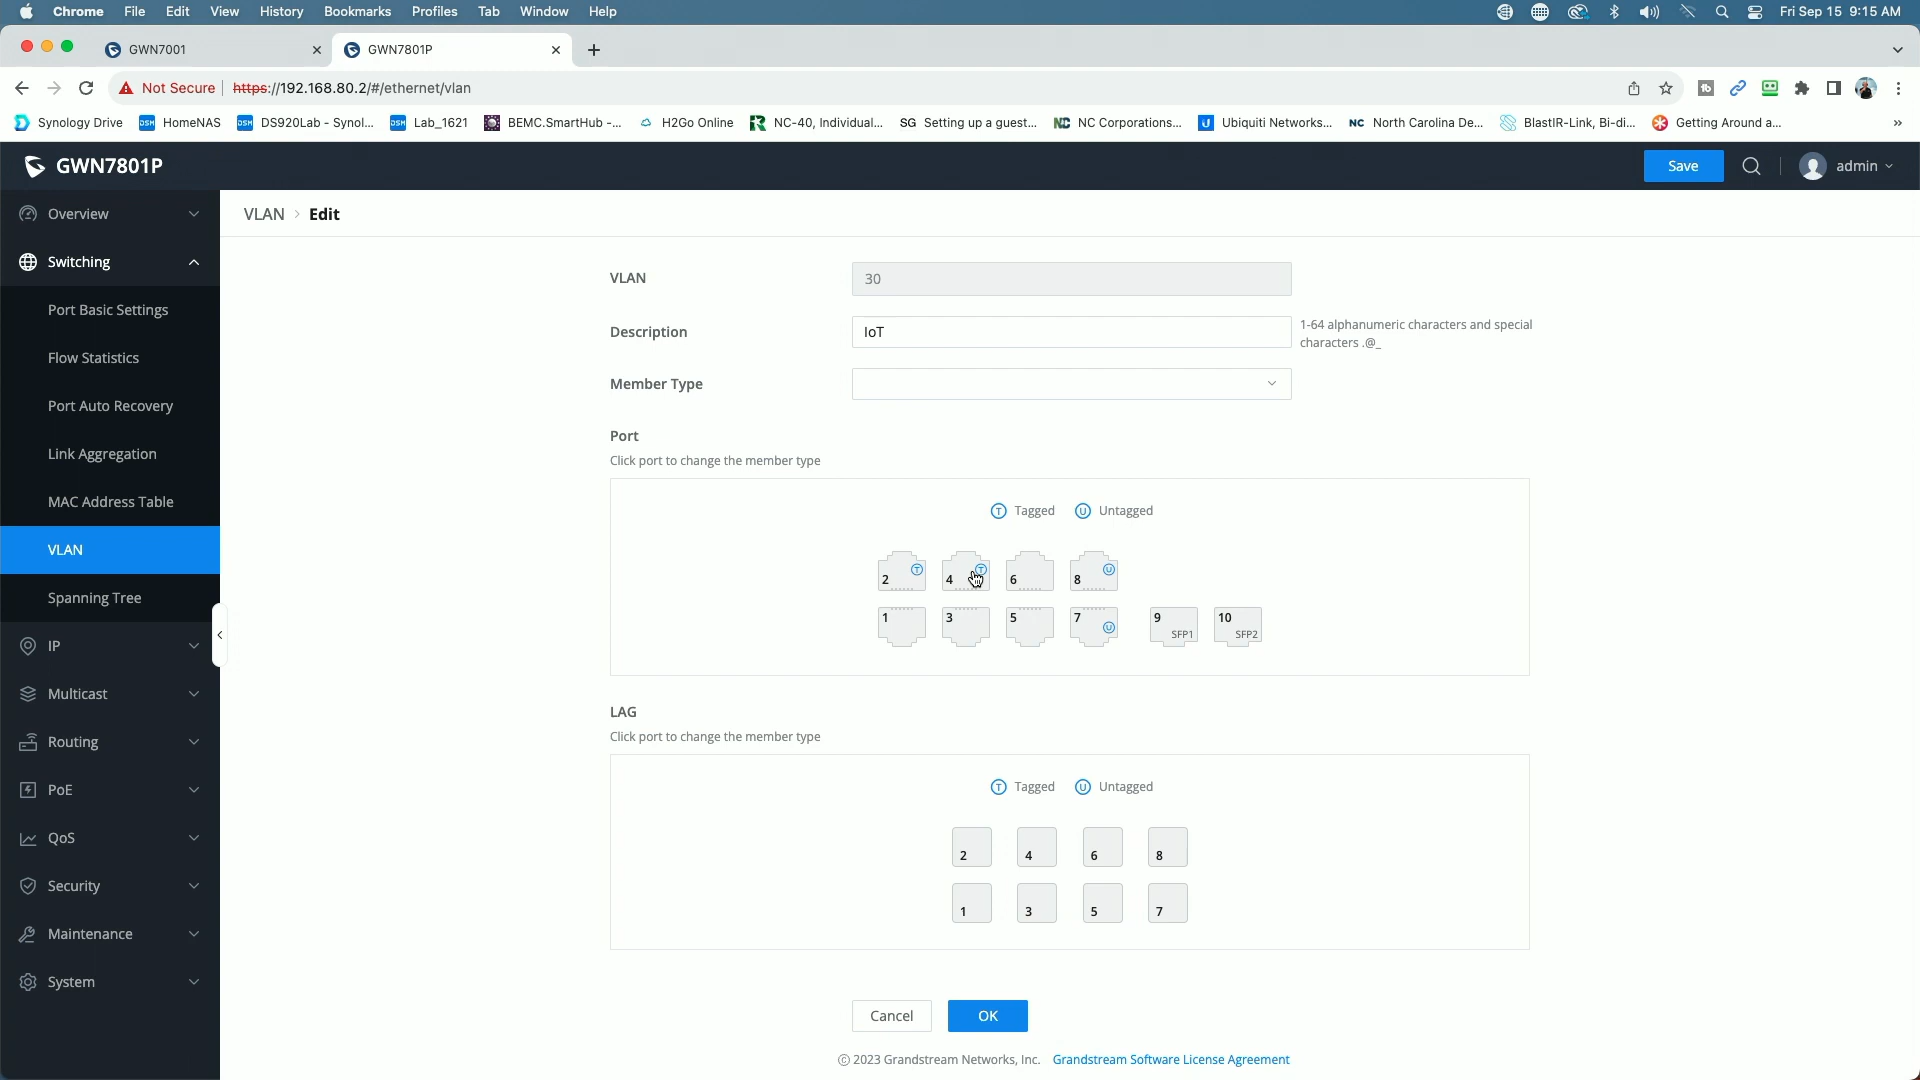 Chrome File Edit View History Bookmarks Profiles Tab Window Help Fri Sep 15 9:15 AM
GWN7001 GWN7801P
Not Secure https://192.168.80.2/#/ethernet/vlan
Synology Drive HomeNAS DS920Lab - Synol... Lab_1621 BEMC.SmartHub -... H2Go Online NC-40, Individual... SG Setting up a guest... NC Corporations... Ubiquiti Networks... NC North Carolina De... BlastIR-Link, Bi-di... Getting Around a... »
GWN7801P Save admin
Overview
Switching
Port Basic Settings
Flow Statistics
Port Auto Recovery
Link Aggregation
MAC Address Table
VLAN
Spanning Tree
IP
Multicast
Routing
PoE
QoS
Security
Maintenance
System
VLAN > Edit
VLAN 30
Description IoT 1-64 alphanumeric characters and special
characters .@_
Member Type
Port
Click port to change the member type
T Tagged U Untagged
2 T 4 T 6 8 U
1 3 5 7 U 9 SFP1 10 SFP2
LAG
Click port to change the member type
T Tagged U Untagged
2 4 6 8
1 3 5 7
Cancel OK
© 2023 Grandstream Networks, Inc. Grandstream Software License Agreement